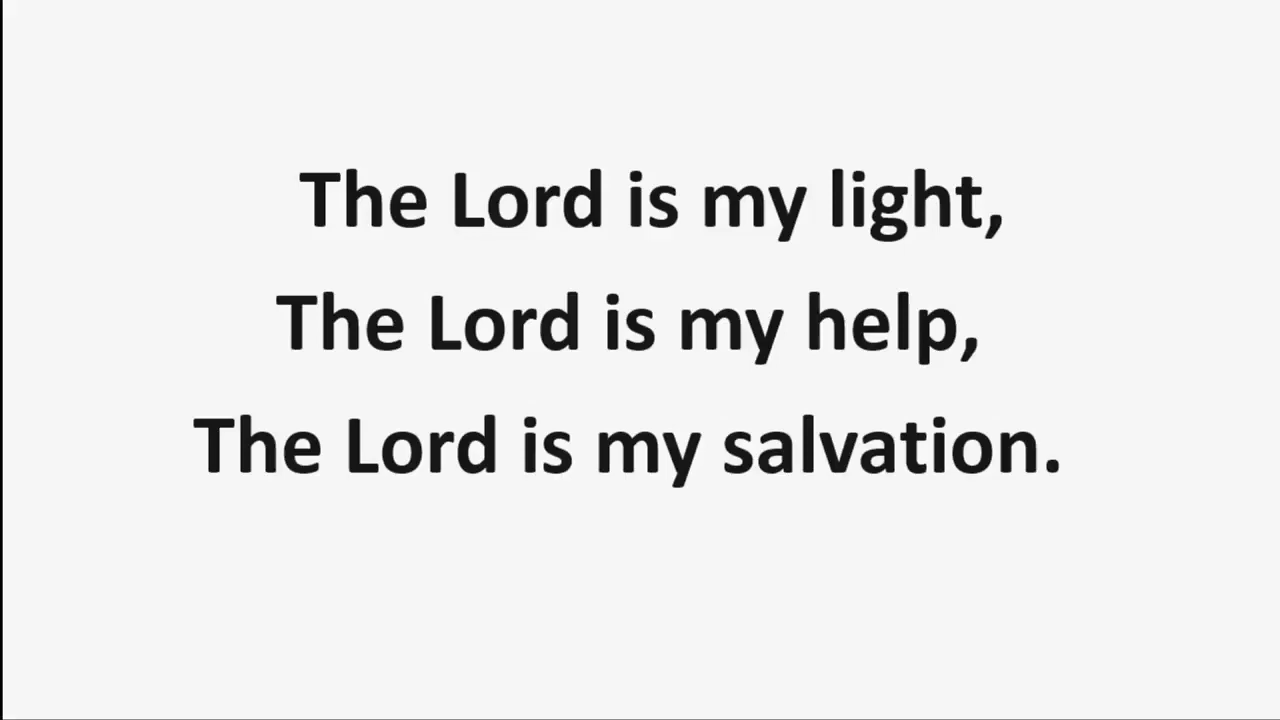 The Lord is my light,
The Lord is my help,
The Lord is my salvation.